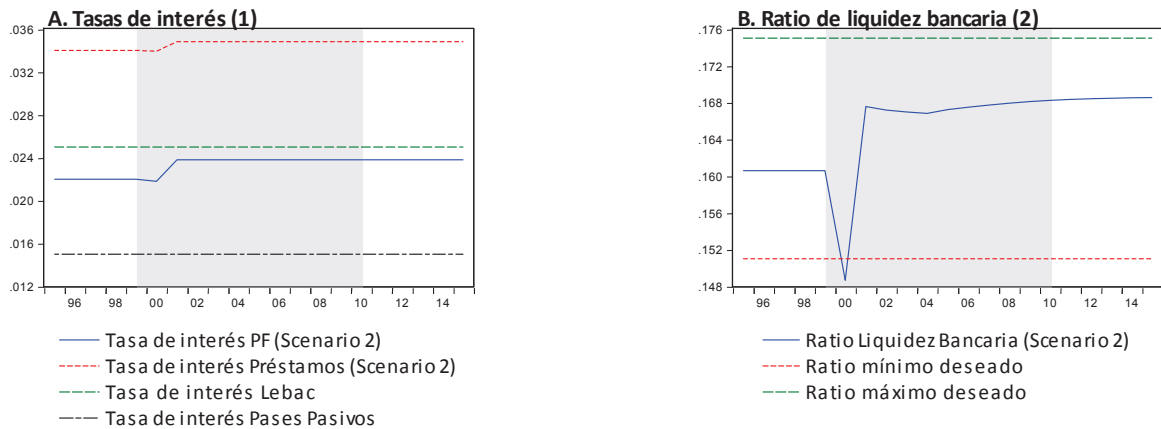 A. Tasas de interés (1)
.036
.032
.028
.024
.020
.016
.012
96 98 00 02 04 06 08 10 12 14
Tasa de interés PF (Scenario 2)
Tasa de interés Préstamos (Scenario 2)
Tasa de interés Lebac
Tasa de interés Pases Pasivos
B. Ratio de liquidez bancaria (2)
.176
.172
.168
.164
.160
.156
.152
.148
96 98 00 02 04 06 08 10 12 14
Ratio Liquidez Bancaria (Scenario 2)
Ratio mínimo deseado
Ratio máximo deseado